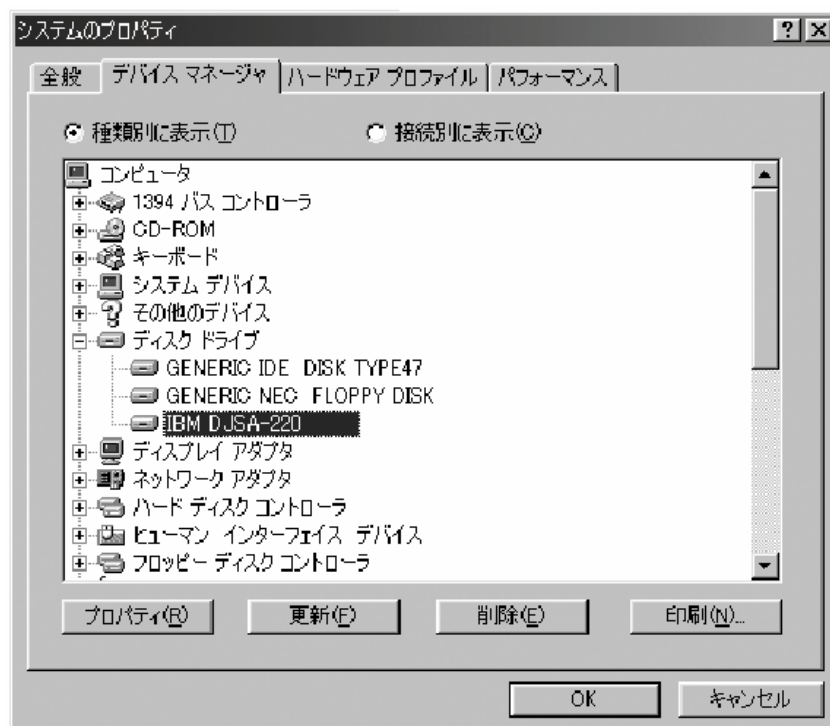 システムのプロパティ
全般 デバイス マネージャ ハードウェア プロファイル パフォーマンス
種類別に表示(T) 接続別に表示(C)
コンピュータ
1394 バス コントローラ
CD-ROM
キーボード
システム デバイス
その他のデバイス
ディスク ドライブ
GENERIC IDE DISK TYPE47
GENERIC NEC FLOPPY DISK
IBM DJSA-220
ディスプレイ アダプタ
ネットワーク アダプタ
ハード ディスク コントローラ
ヒューマン インターフェイス デバイス
フロッピー ディスク コントローラ
プロパティ(R) 更新(F) 削除(E) 印刷(N)...
OK キャンセル